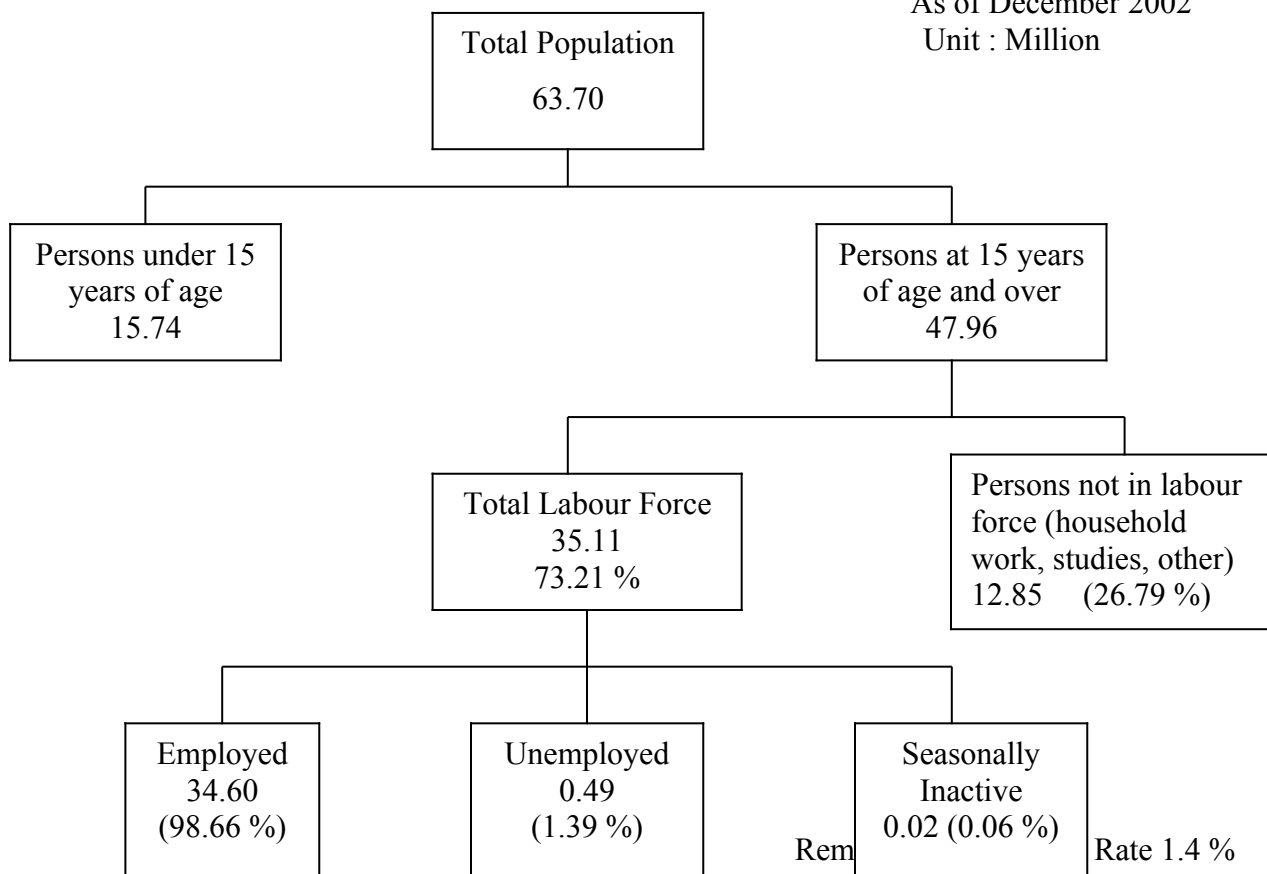 As of December 2002
Unit : Million
Total Population
63.70
Persons under 15
years of age
15.74
Persons at 15 years
of age and over
47.96
Total Labour Force
35.11
73.21 %
Persons not in labour
force (household
work, studies, other)
12.85 (26.79 %)
Employed
34.60
(98.66 %)
Unemployed
0.49
(1.39 %)
Seasonally
Inactive
0.02 (0.06 %)
Rate 1.4 %